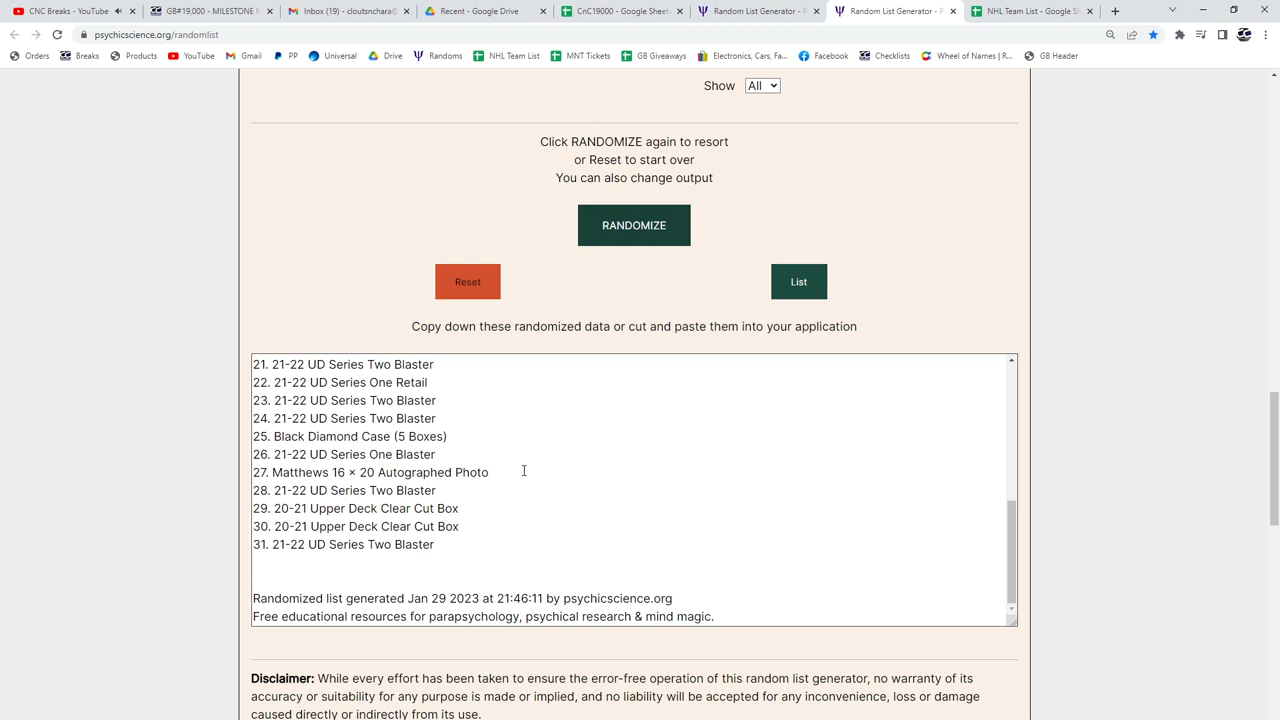 CNC Breaks - YouTube
GB#19,000 - MILESTONE M
Inbox (19) - cloutsnchara
Recent - Google Drive
CnC19000 - Google Sheets
Random List Generator - P
Random List Generator - P
NHL Team List - Google Sh
psychicscience.org/randomlist
Orders
Breaks
Products
YouTube
Gmail
PP
Universal
Drive
Randoms
NHL Team List
MNT Tickets
GB Giveaways
Electronics, Cars, Fa...
Facebook
Checklists
Wheel of Names | R...
GB Header
Show All
Click RANDOMIZE again to resort
or Reset to start over
You can also change output
RANDOMIZE
Reset
List
Copy down these randomized data or cut and paste them into your application
21. 21-22 UD Series Two Blaster
22. 21-22 UD Series One Retail
23. 21-22 UD Series Two Blaster
24. 21-22 UD Series Two Blaster
25. Black Diamond Case (5 Boxes)
26. 21-22 UD Series One Blaster
27. Matthews 16 × 20 Autographed Photo
28. 21-22 UD Series Two Blaster
29. 20-21 Upper Deck Clear Cut Box
30. 20-21 Upper Deck Clear Cut Box
31. 21-22 UD Series Two Blaster
Randomized list generated Jan 29 2023 at 21:46:11 by psychicscience.org
Free educational resources for parapsychology, psychical research & mind magic.
Disclaimer: While every effort has been taken to ensure the error-free operation of this random list generator, no warranty of its
accuracy or suitability for any purpose is made or implied, and no liability will be accepted for any inconvenience, loss or damage
caused directly or indirectly from its use.